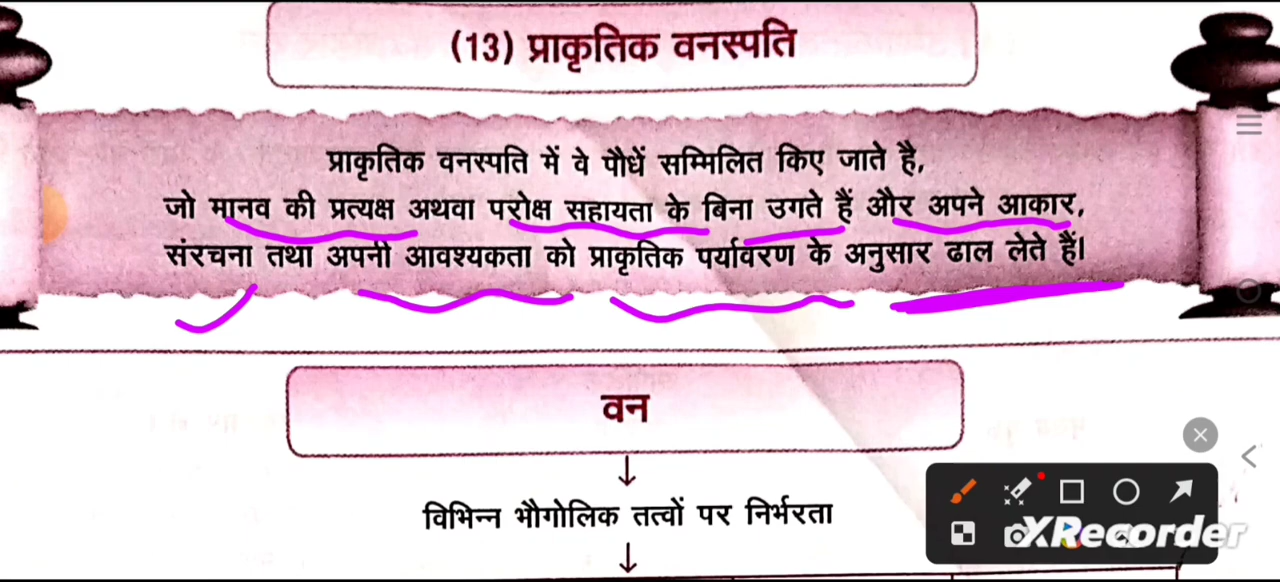 (13) प्राकृतिक वनस्पति
प्राकृतिक वनस्पति में वे पौधें सम्मिलित किए जाते है,
जो मानव की प्रत्यक्ष अथवा परोक्ष सहायता के बिना उगते हैं और अपने आकार,
संरचना तथा अपनी आवश्यकता को प्राकृतिक पर्यावरण के अनुसार ढाल लेते हैं।
वन
विभिन्न भौगोलिक तत्वों पर निर्भरता
XRecorder